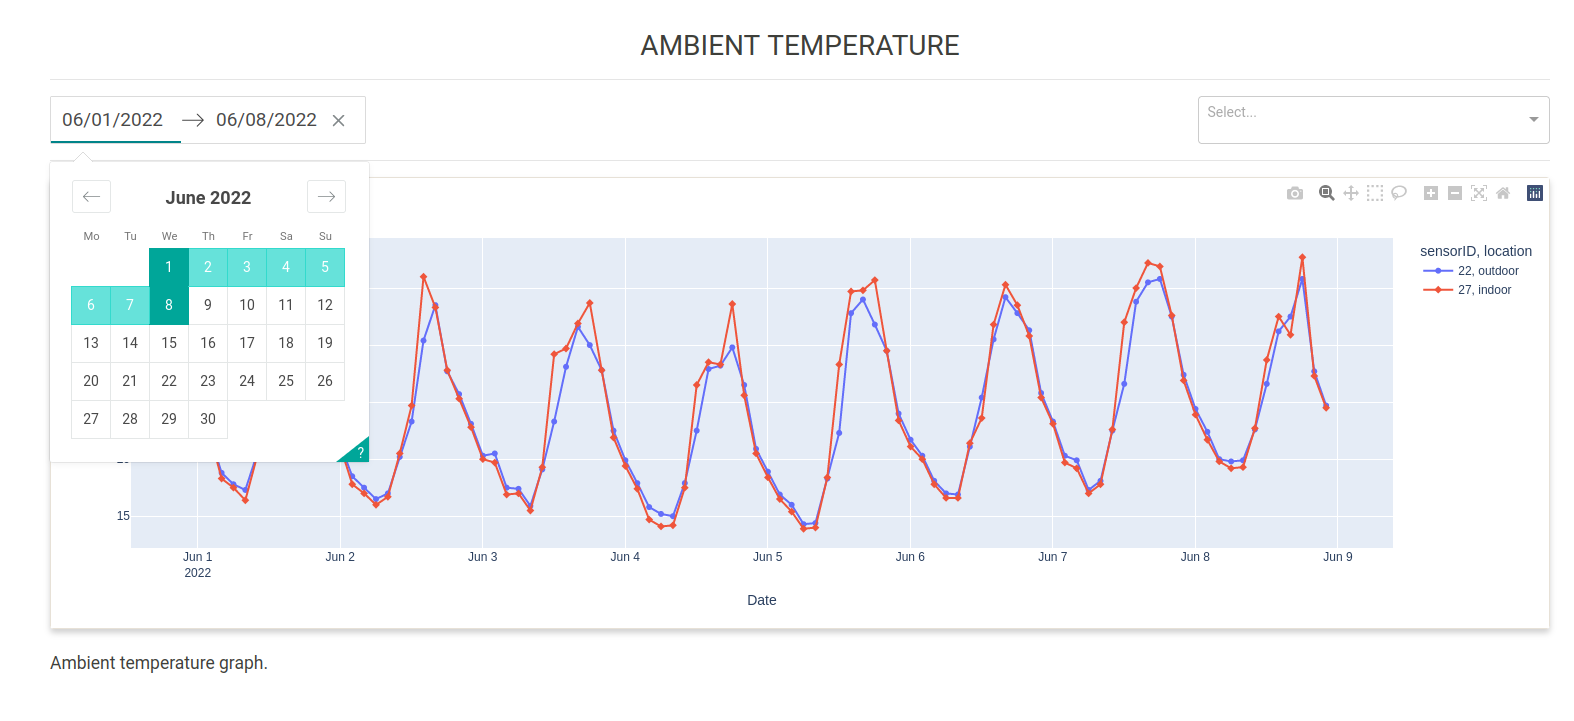 AMBIENT TEMPERATURE
06/01/2022 → 06/08/2022 ×
Select...
June 2022
Mo Tu We Th Fr Sa Su
1 2 3 4 5
6 7 8 9 10 11 12
13 14 15 16 17 18 19
20 21 22 23 24 25 26
27 28 29 30
?
sensorID, location
22, outdoor
27, indoor
15
Jun 1 Jun 2 Jun 3 Jun 4 Jun 5 Jun 6 Jun 7 Jun 8 Jun 9
2022
Date
Ambient temperature graph.